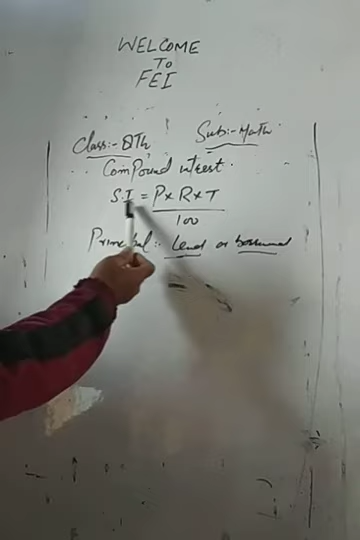 WELCOME
TO
FEI
Class:- 8Th Sub:- Math
ComPound interest.
S.I = P x R x T
100
Principal:- Lend or borrowed